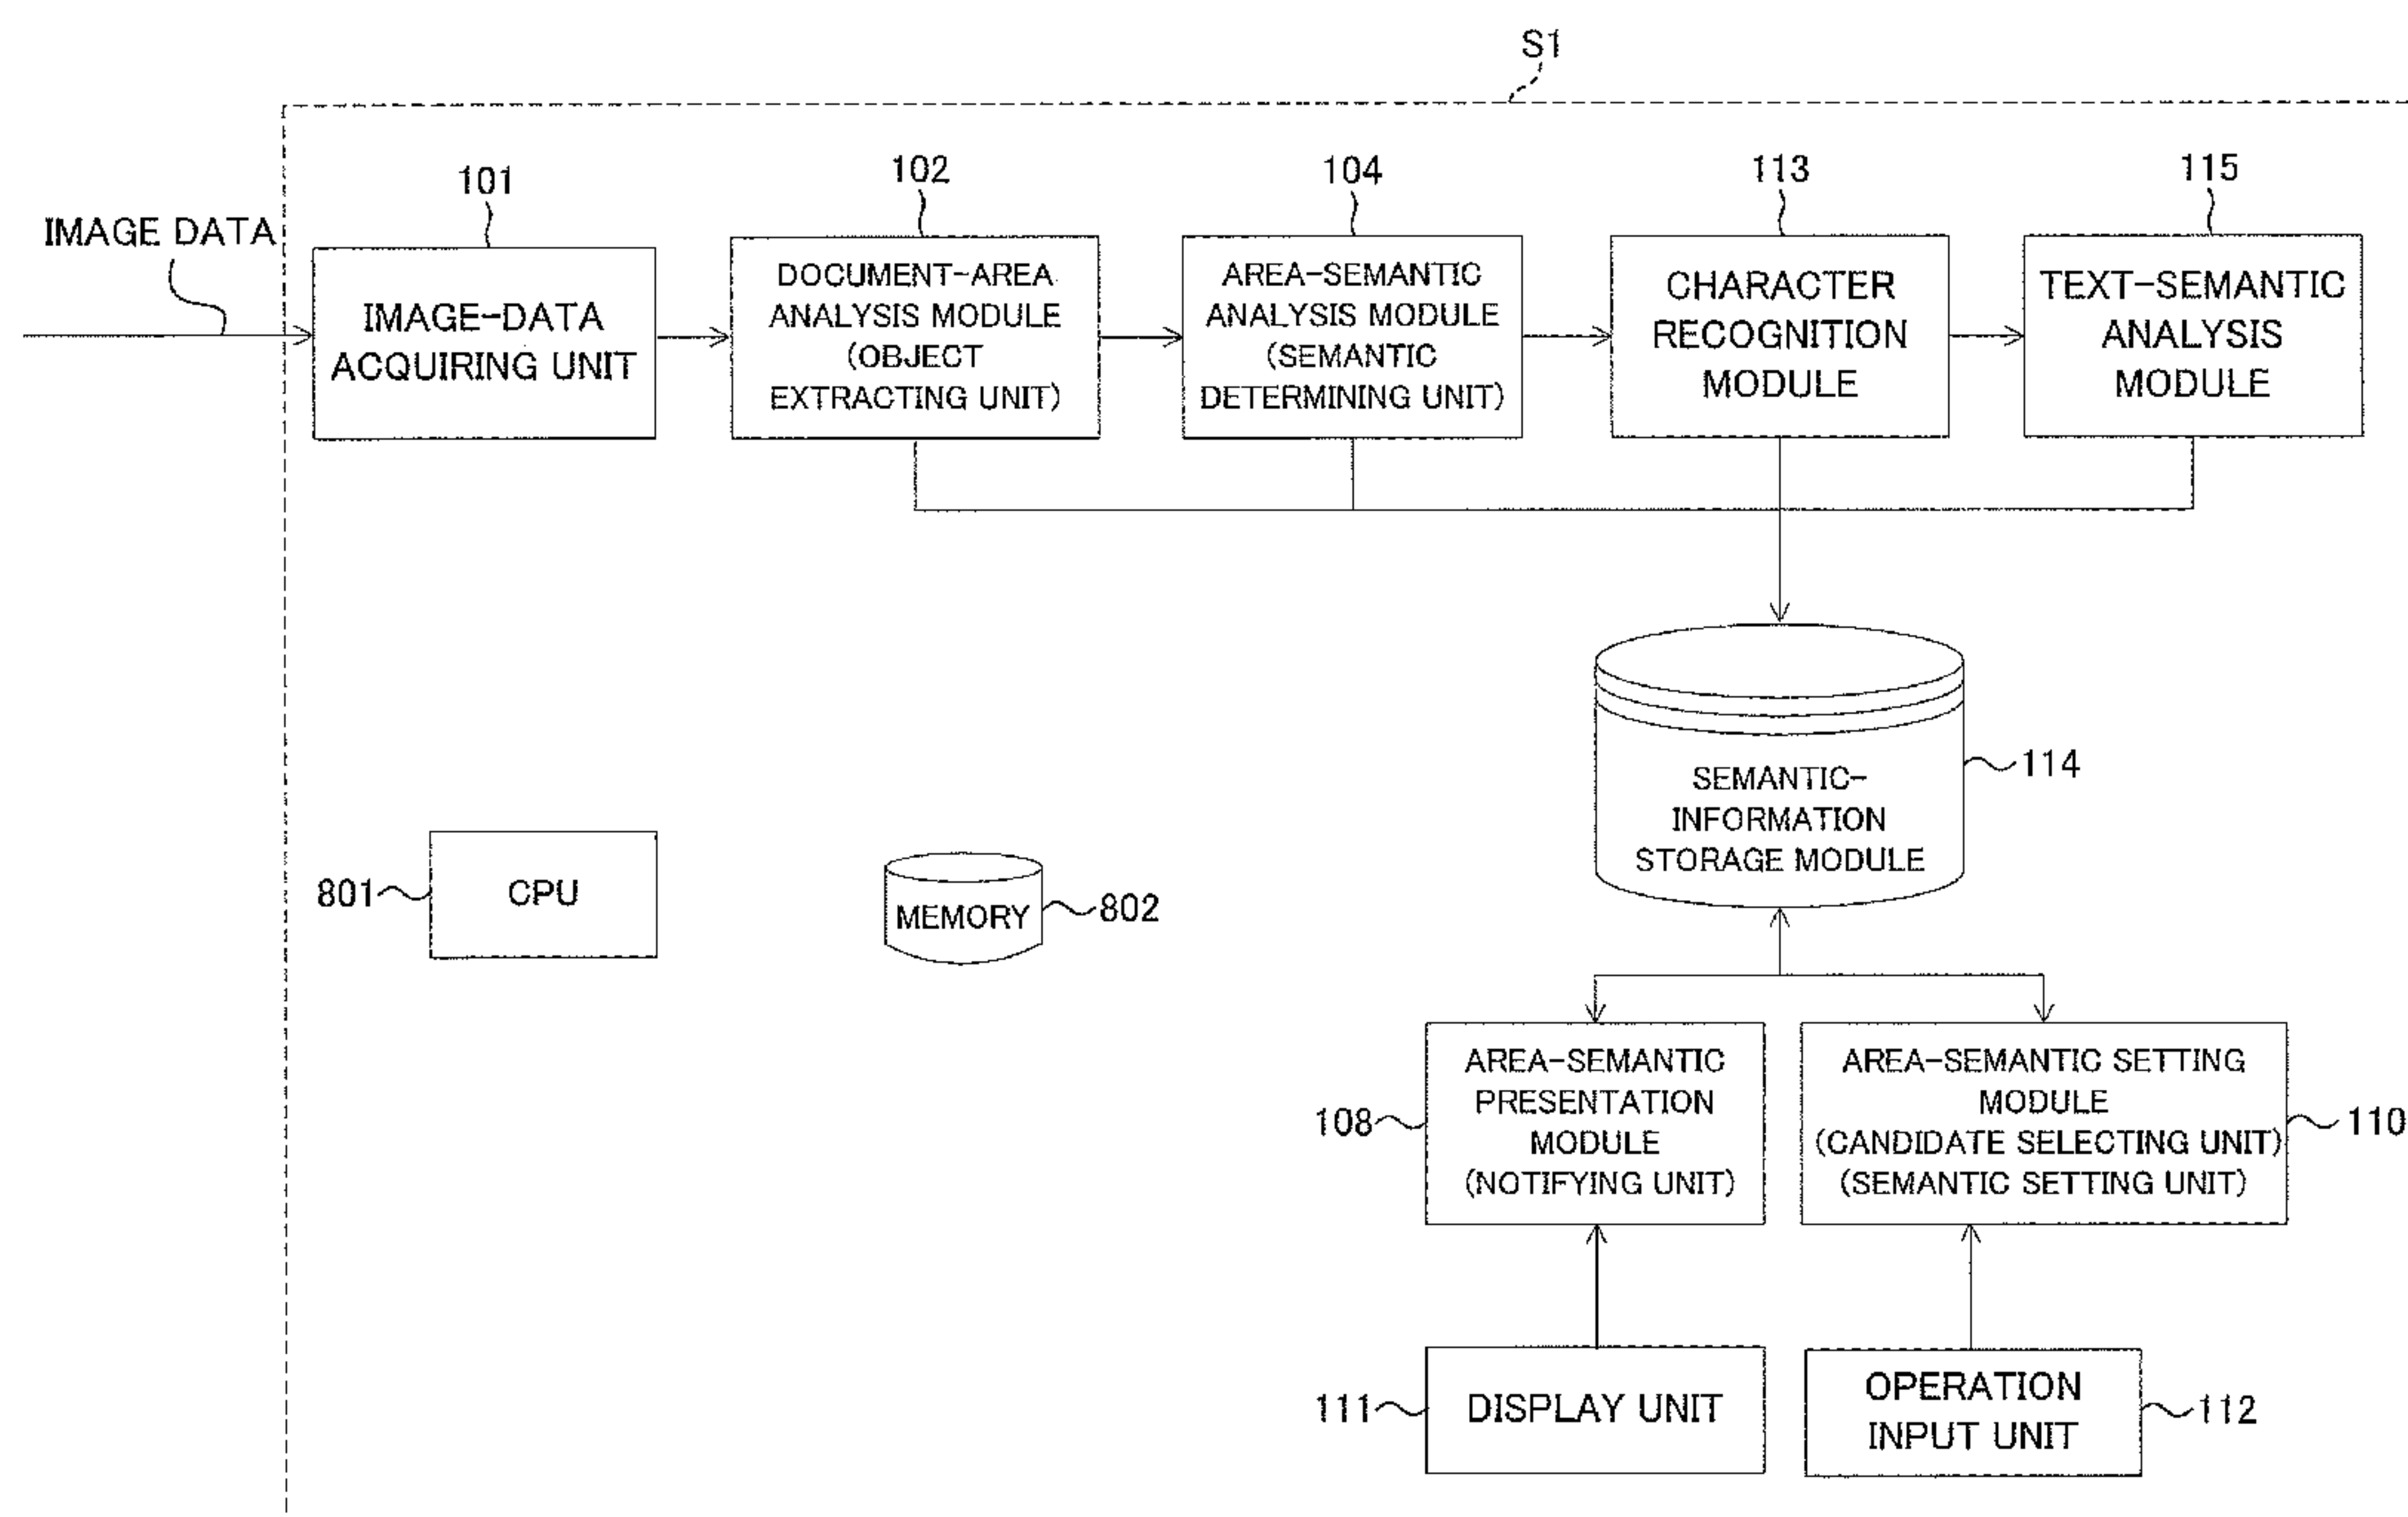 S1
101
102
104
113
115
IMAGE DATA
IMAGE-DATA
ACQUIRING UNIT
DOCUMENT-AREA
ANALYSIS MODULE
(OBJECT
EXTRACTING UNIT)
AREA-SEMANTIC
ANALYSIS MODULE
(SEMANTIC
DETERMINING UNIT)
CHARACTER
RECOGNITION
MODULE
TEXT-SEMANTIC
ANALYSIS
MODULE
SEMANTIC-
INFORMATION
STORAGE MODULE
114
801
CPU
MEMORY
802
108
AREA-SEMANTIC
PRESENTATION
MODULE
(NOTIFYING UNIT)
AREA-SEMANTIC SETTING
MODULE
(CANDIDATE SELECTING UNIT)
(SEMANTIC SETTING UNIT)
110
111
DISPLAY UNIT
OPERATION
INPUT UNIT
112